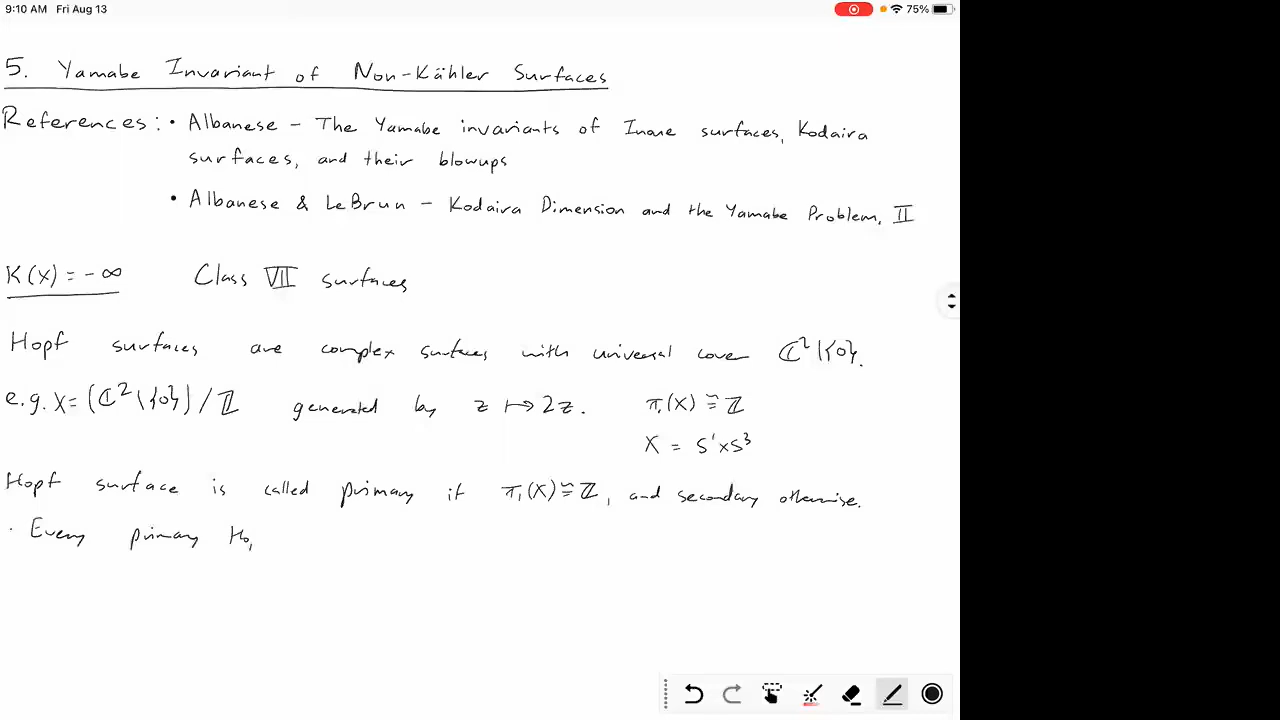 9:10 AM Fri Aug 13
75%
5. Yamabe Invariant of Non-Kähler Surfaces
References: • Albanese - The Yamabe invariants of Inoue surfaces, Kodaira
surfaces, and their blowups
• Albanese & LeBrun - Kodaira Dimension and the Yamabe Problem, II
K(X) = -∞ Class VII surfaces
Hopf surfaces are complex surfaces with universal cover ℂ²\{0}.
e.g. X = (ℂ²\{0}) / ℤ generated by z ↦ 2z. π₁(X) ≅ ℤ
X = S¹×S³
Hopf surface is called primary if π₁(X) ≅ ℤ, and secondary otherwise.
· Every primary Ho